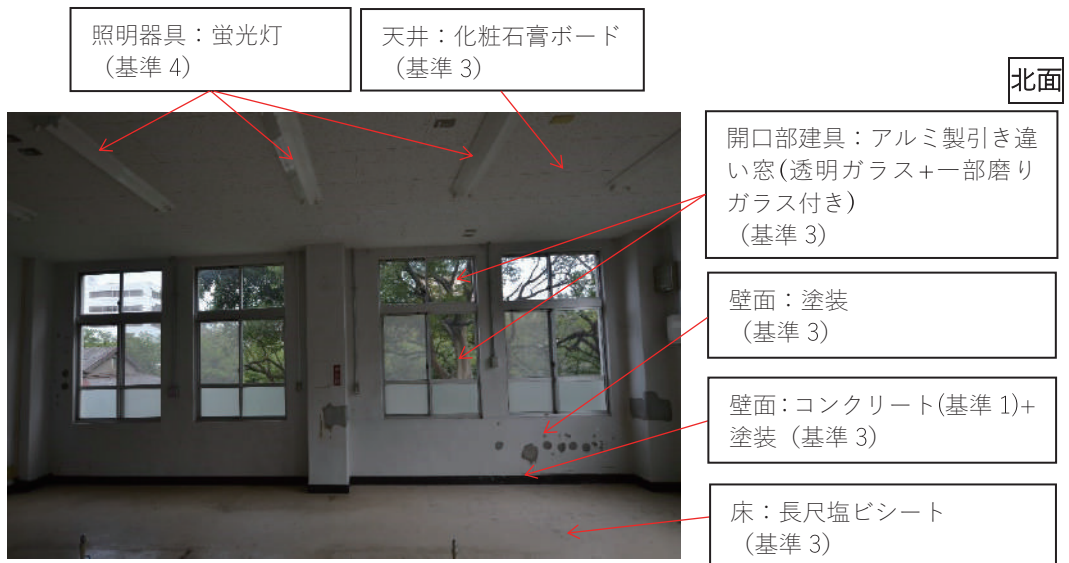 照明器具：蛍光灯
（基準 4）
天井：化粧石膏ボード
（基準 3）
北面
開口部建具：アルミ製引き違
い窓(透明ガラス+一部磨り
ガラス付き)
（基準 3）
壁面：塗装
（基準 3）
壁面：コンクリート(基準 1)+
塗装（基準 3）
床：長尺塩ビシート
（基準 3）